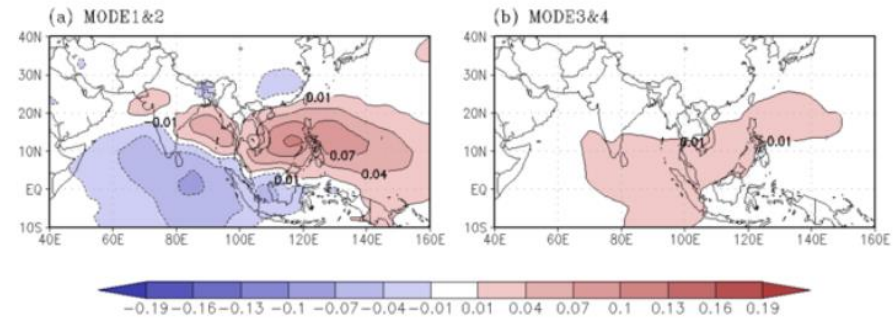 (a) MODE1&2
(b) MODE3&4
40N
30N
20N
10N
EQ
10S
40E 60E 80E 100E 120E 140E 160E
0.01
-0.01
0.07
0.04
0.01
40N
30N
20N
10N
EQ
10S
40E 60E 80E 100E 120E 140E 160E
0.01
0.01
-0.19 -0.16 -0.13 -0.1 -0.07 -0.04 -0.01 0.01 0.04 0.07 0.1 0.13 0.16 0.19